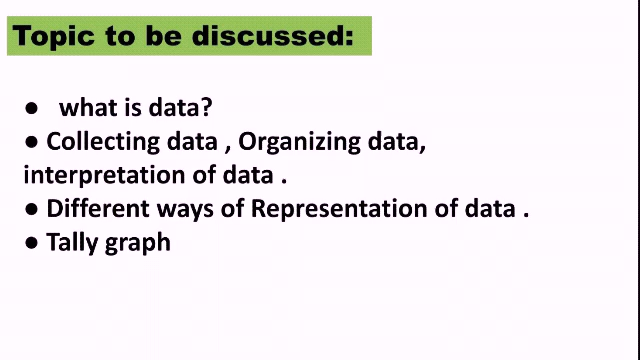 Topic to be discussed:
● what is data?
● Collecting data , Organizing data,
interpretation of data .
● Different ways of Representation of data .
● Tally graph